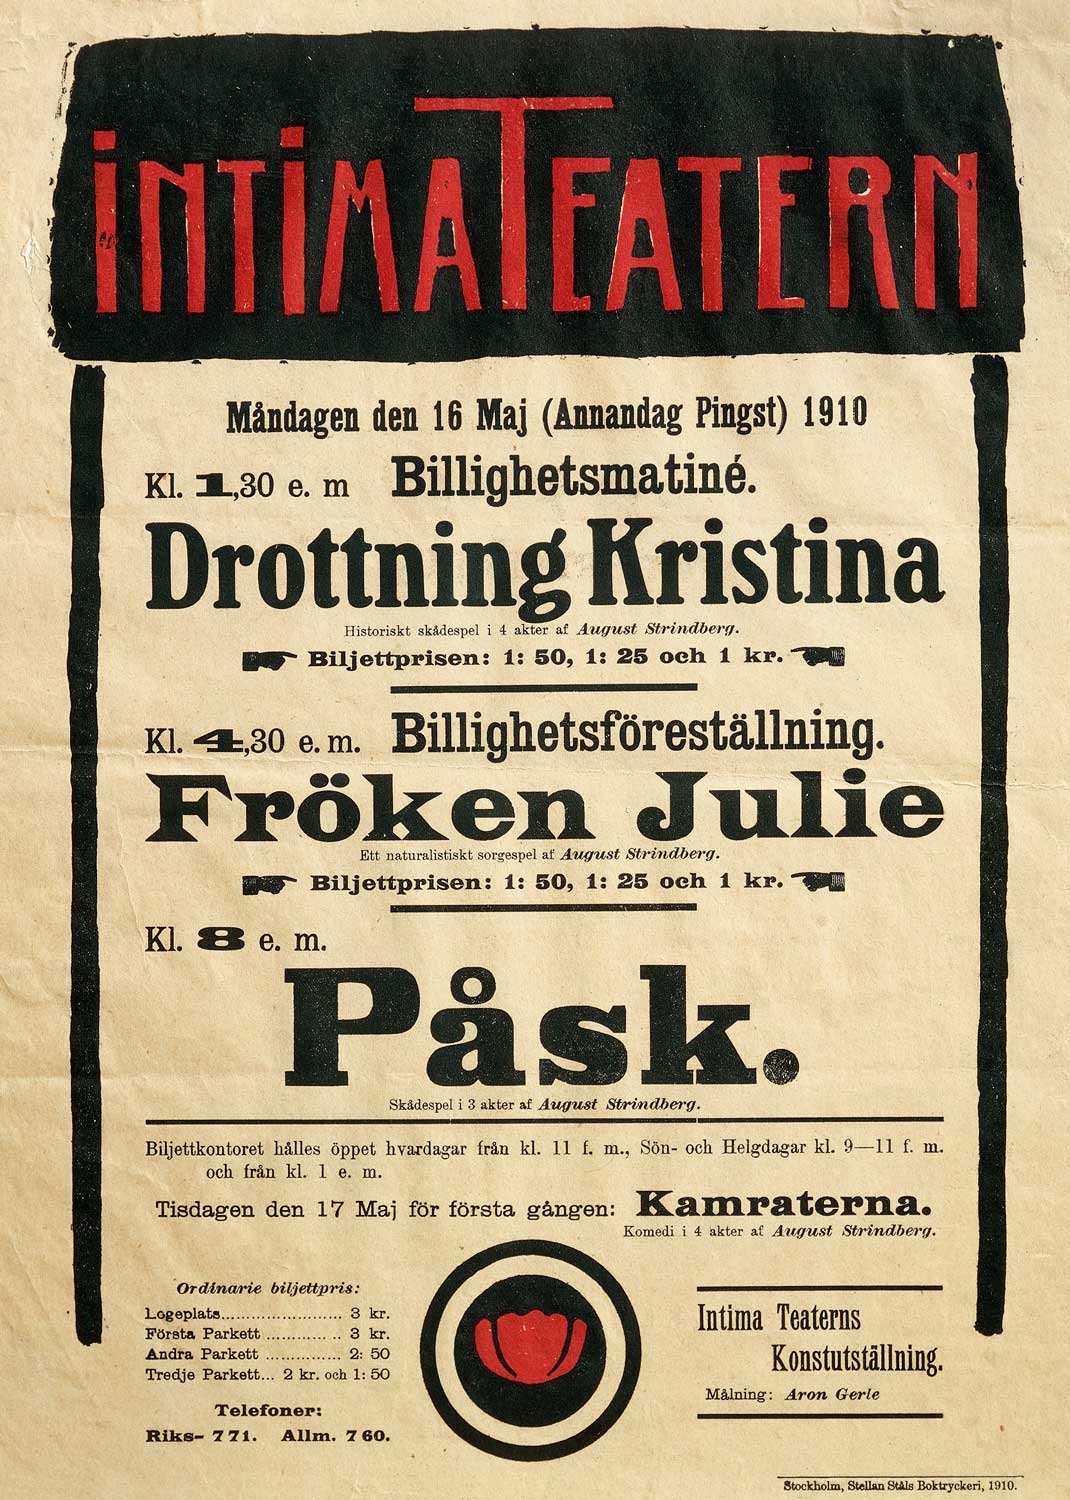 INTIMA TEATERN
Måndagen den 16 Maj (Annandag Pingst) 1910
Kl. 1,30 e. m Billighetsmatiné.
Drottning Kristina
Historiskt skådespel i 4 akter af August Strindberg.
Biljettprisen: 1: 50, 1: 25 och 1 kr.
Kl. 4,30 e. m. Billighetsföreställning.
Fröken Julie
Ett naturalistiskt sorgespel af August Strindberg.
Biljettprisen: 1: 50, 1: 25 och 1 kr.
Kl. 8 e. m.
Påsk.
Skådespel i 3 akter af August Strindberg.
Biljettkontoret hålles öppet hvardagar från kl. 11 f. m., Sön- och Helgdagar kl. 9—11 f. m.
och från kl. 1 e. m.
Tisdagen den 17 Maj för första gången: Kamraterna.
Komedi i 4 akter af August Strindberg.
Ordinarie biljettpris:
Logeplats........................ 3 kr.
Första Parkett ............... 3 kr.
Andra Parkett ............... 2: 50
Tredje Parkett... 2 kr. och 1: 50
Telefoner:
Riks- 771. Allm. 760.
Intima Teaterns
Konstutställning.
Målning: Aron Gerle
Stockholm, Stellan Ståls Boktryckeri, 1910.